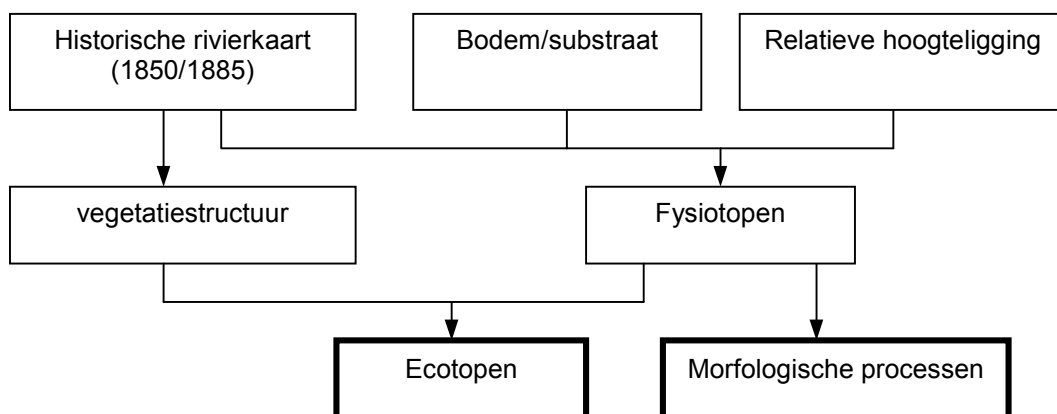 Historische rivierkaart
(1850/1885)
Bodem/substraat
Relatieve hoogteligging
vegetatiestructuur
Fysiotopen
Ecotopen
Morfologische processen